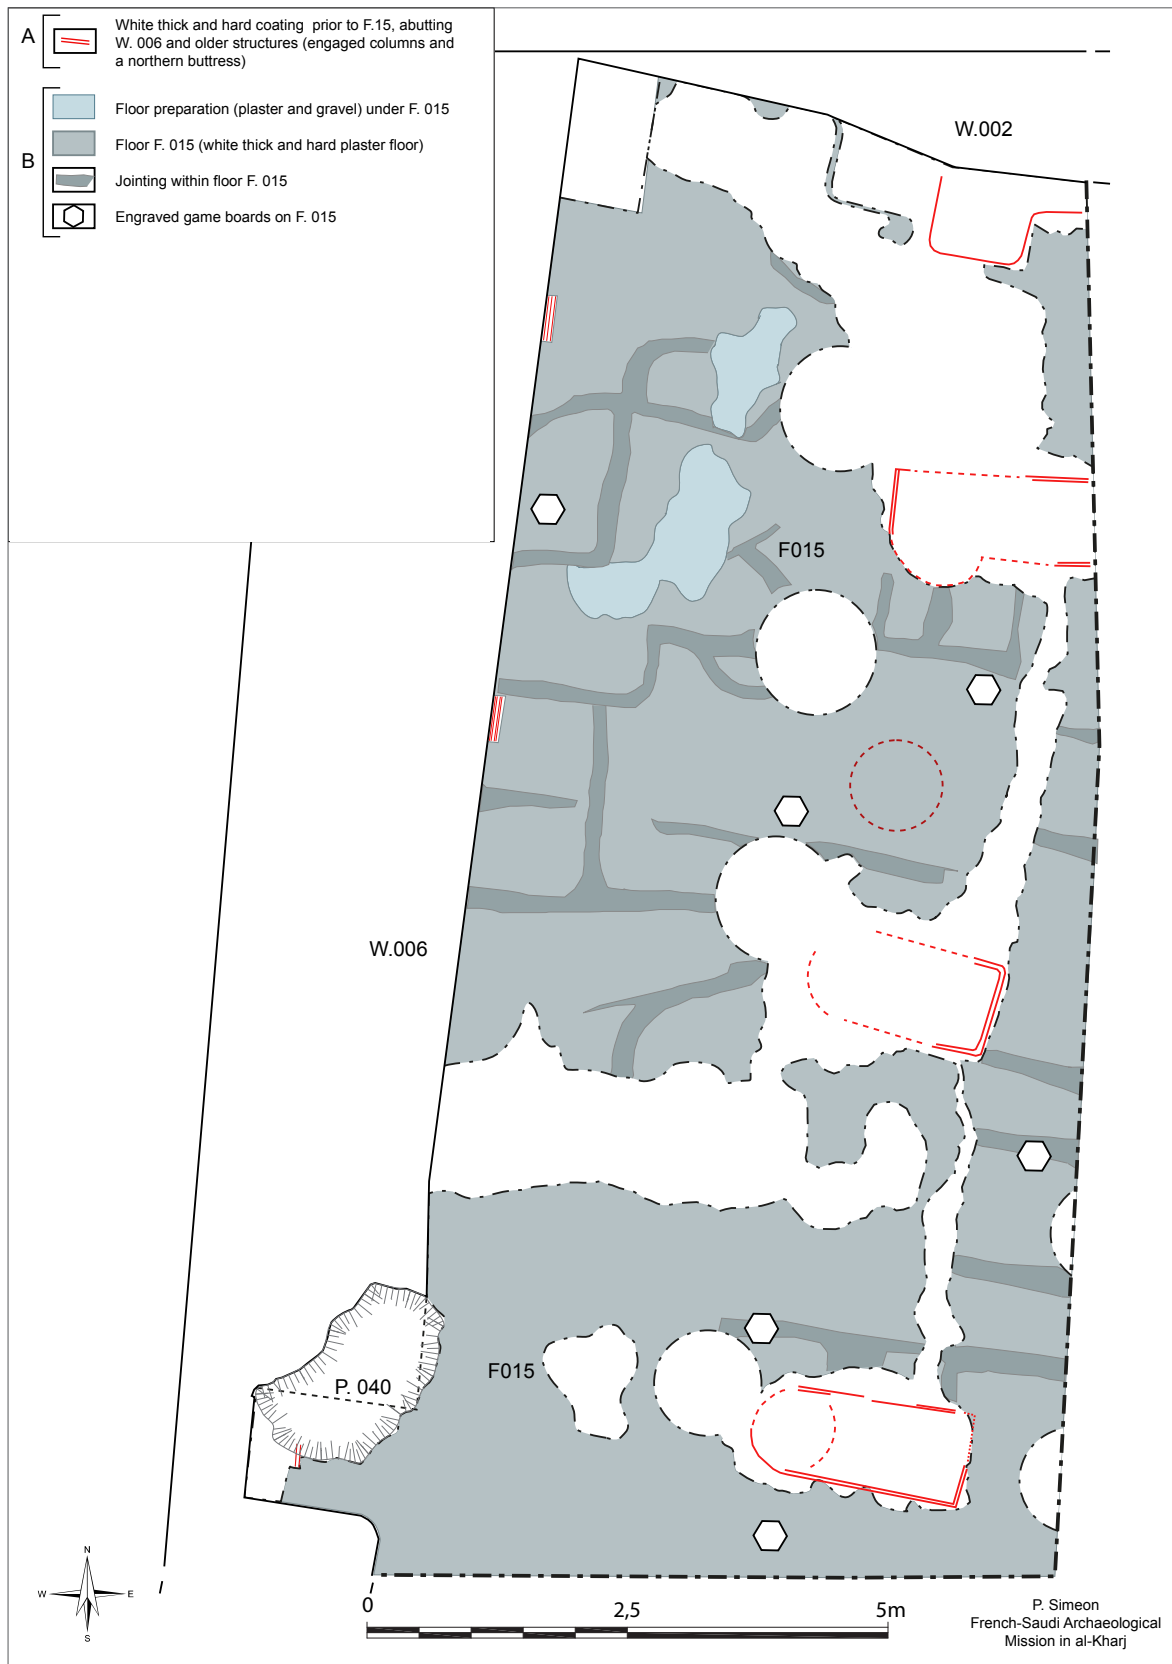 A
White thick and hard coating prior to F.15, abutting
W. 006 and older structures (engaged columns and
a northern buttress)
B
Floor preparation (plaster and gravel) under F. 015
Floor F. 015 (white thick and hard plaster floor)
Jointing within floor F. 015
Engraved game boards on F. 015
W.002
F015
W.006
P. 040
F015
N
W
E
S
0
2,5
5m
P. Simeon
French-Saudi Archaeological
Mission in al-Kharj